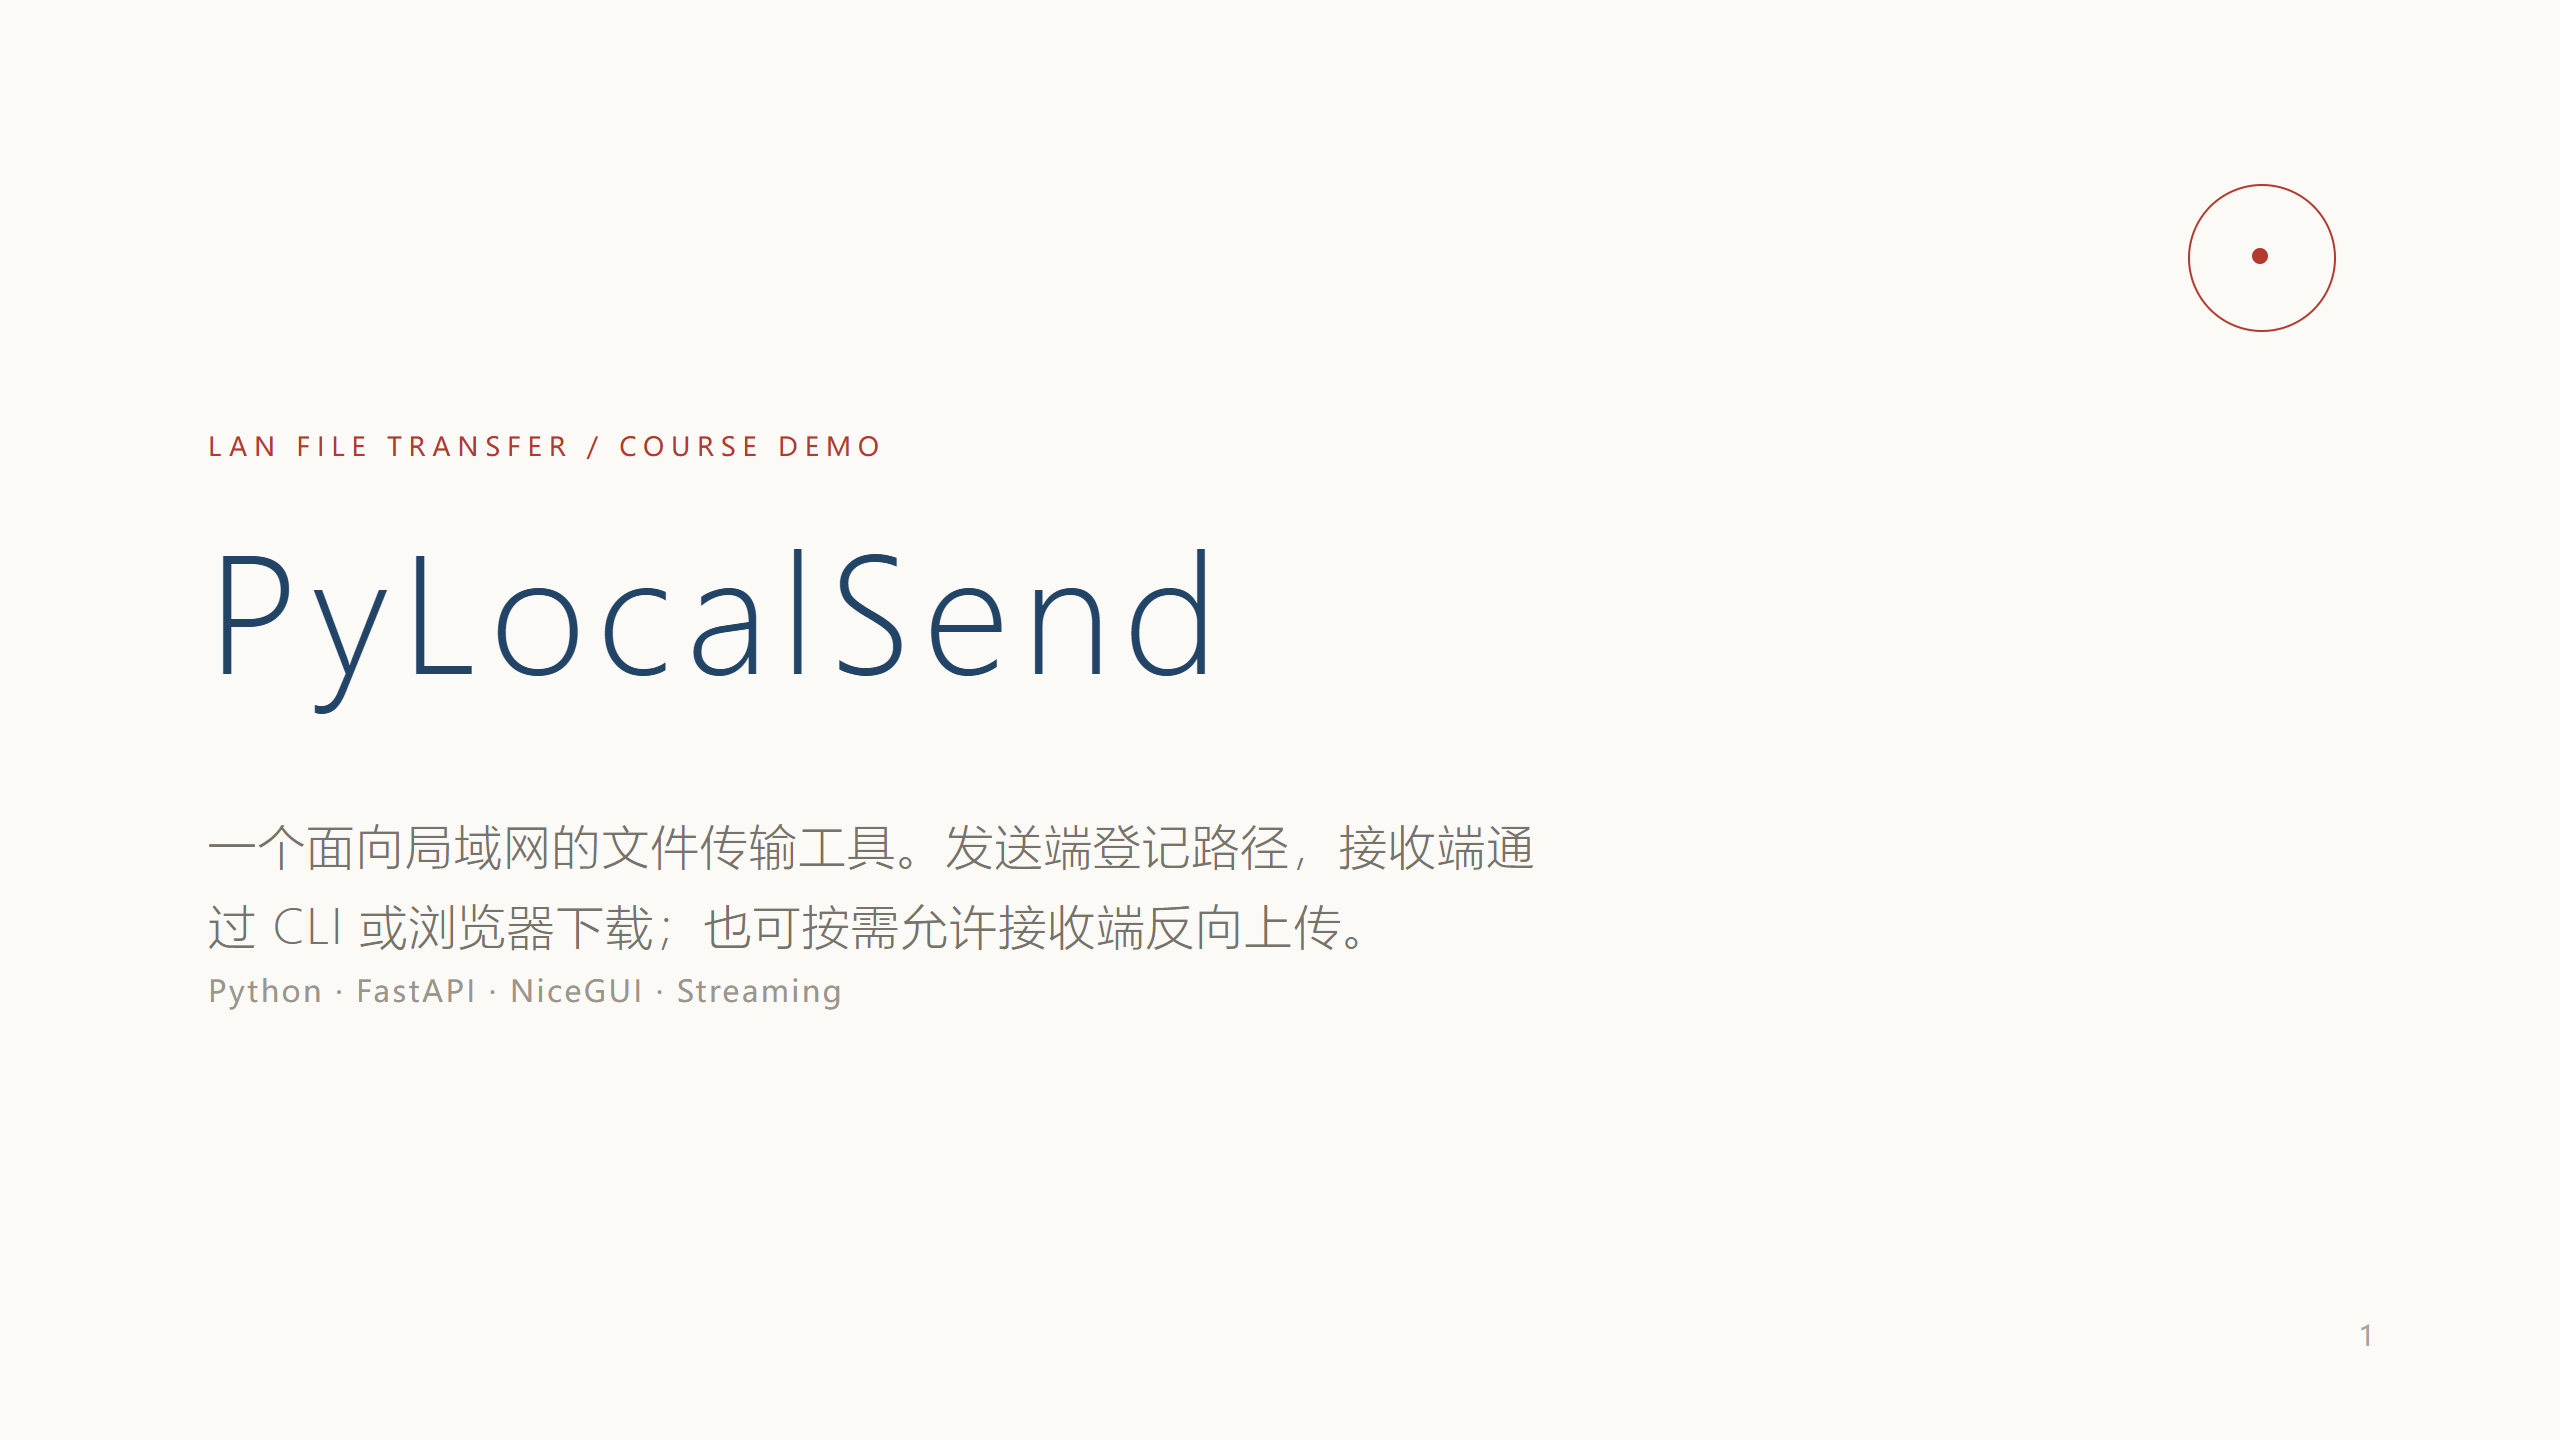 LAN FILE TRANSFER / COURSE DEMO
PyLocalSend
一个面向局域网的文件传输工具。发送端登记路径，接收端通
过 CLI 或浏览器下载；也可按需允许接收端反向上传。
Python · FastAPI · NiceGUI · Streaming
1